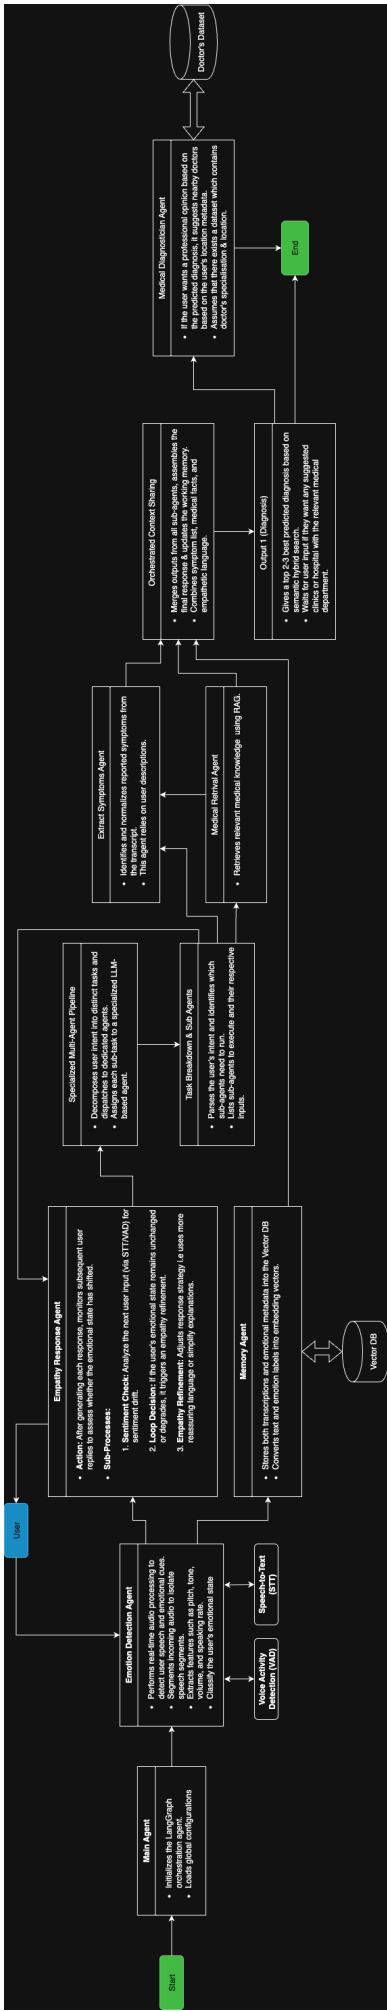 Start
Main Agent
• Initializes the LangGraph
orchestration agent.
• Loads global configurations
User
Emotion Detection Agent
• Performs real-time audio processing to
detect user speech and emotional cues.
• Segments incoming audio to isolate
speech segments.
• Extracts features such as pitch, tone,
volume, and speaking rate.
• Classify the user's emotional state
Voice Activity
Detection (VAD)
Speech-to-Text
(STT)
Empathy Response Agent
• Action: After generating each response, monitors subsequent user
replies to assess whether the emotional state has shifted.
• Sub-Processes:
1. Sentiment Check: Analyze the next user input (via STT/VAD) for
sentiment drift.
2. Loop Decision: If the user's emotional state remains unchanged
or degrades, it triggers an empathy refinement.
3. Empathy Refinement: Adjusts response strategy i.e uses more
reassuring language or simplify explanations.
Memory Agent
• Stores both transcriptions and emotional metadata into the Vector DB
• Converts text and emotion labels into embedding vectors.
Vector DB
Specialized Multi-Agent Pipeline
• Decomposes user intent into distinct tasks and
dispatches to dedicated agents.
• Assigns each sub-task to a specialized LLM-
based agent.
Task Breakdown & Sub Agents
• Parses the user's intent and identifies which
sub-agents need to run.
• Lists sub-agents to execute and their respective
inputs.
Extract Symptoms Agent
• Identifies and normalizes reported symptoms from
the transcript.
• This agent relies on user descriptions.
Medical Retrival Agent
• Retrieves relevant medical knowledge using RAG.
Orchestrated Context Sharing
• Merges outputs from all sub-agents, assembles the
final response & updates the working memory.
• Combines symptom list, medical facts, and
empathetic language.
Output 1 (Diagnosis)
• Gives a top 2-3 best predicted diagnosis based on
semantic hybrid search.
• Waits for user input if they want any suggested
clinics or hospital with the relevant medical
department.
Medical Diagnostician Agent
• If the user wants a professional opinion based on
the predicted diagnosis, it suggests nearby doctors
based on the user's location metadata.
• Assumes that there exists a dataset which contains
doctor's specialisation & location.
End
Doctor's Dataset